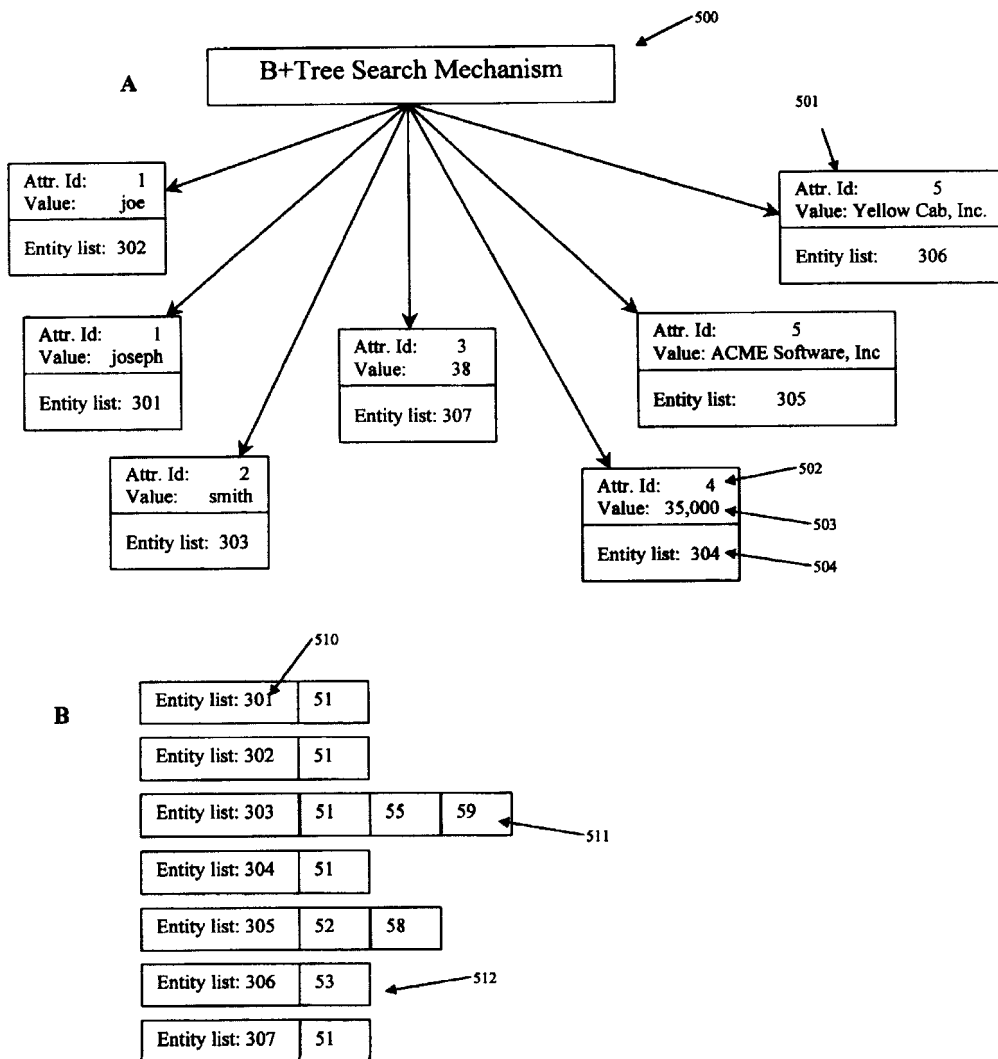 500
B+Tree Search Mechanism
A
501
Attr. Id: 1
Value: joe
Entity list: 302
Attr. Id: 5
Value: Yellow Cab, Inc.
Entity list: 306
Attr. Id: 1
Value: joseph
Entity list: 301
Attr. Id: 3
Value: 38
Entity list: 307
Attr. Id: 5
Value: ACME Software, Inc
Entity list: 305
Attr. Id: 2
Value: smith
Entity list: 303
Attr. Id: 4
Value: 35,000
Entity list: 304
502
503
504
510
B
Entity list: 301 51
Entity list: 302 51
Entity list: 303 51 55 59
511
Entity list: 304 51
Entity list: 305 52 58
Entity list: 306 53
512
Entity list: 307 51